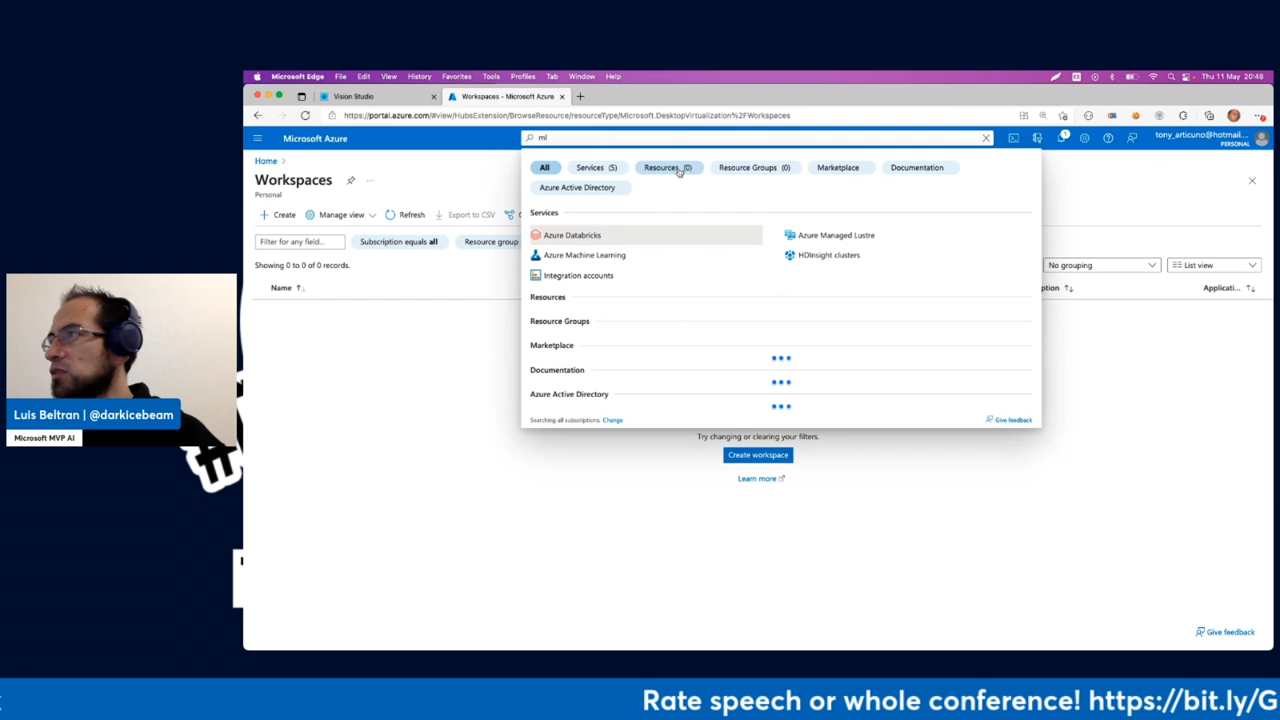 Microsoft Edge File Edit View History Favorites Tools Tab Window Help Thu 11 May 20:48
Vision Studio Workspaces - Microsoft Azure
https://portal.azure.com/#view/HubsExtension/BrowseResource/resourceType/Microsoft.DesktopVirtualization%2FWorkspaces
Microsoft Azure ml 1 tony_articuno@hotmail....
PERSONAL
Home >
All Services (5) Resources (0) Resource Groups (0) Marketplace Documentation
Workspaces ...
Azure Active Directory
Personal
Create Manage view Refresh Export to CSV
Services
Filter for any field... Subscription equals all Resource group
Azure Databricks Azure Managed Lustre
Azure Machine Learning HDInsight clusters
Showing 0 to 0 of 0 records. No grouping List view
Integration accounts
Name ↑↓ ption ↑↓ Applicati... ↑↓
Resources
Resource Groups
Marketplace
Documentation
Azure Active Directory
Searching all subscriptions. Change Give feedback
Try changing or clearing your filters.
Create workspace
Learn more
Give feedback
Luis Beltran | @darkicebeam
Microsoft MVP AI
Rate speech or whole conference! https://bit.ly/G